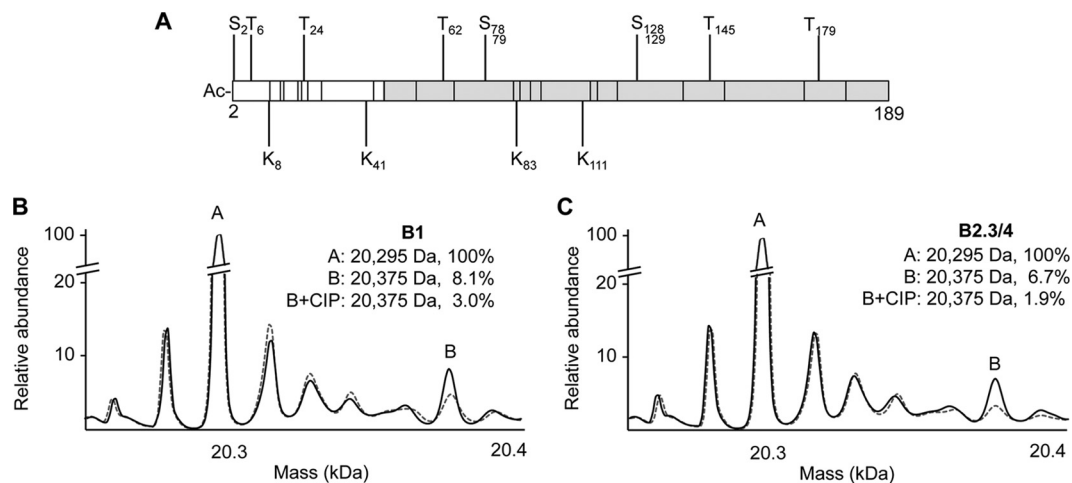 A
S2T6 T24 T62 S78 79 S128 129 T145 T179
Ac-
2 189
K8 K41 K83 K111
B
Relative abundance
100
20
10
A
B1
A: 20,295 Da, 100%
B: 20,375 Da, 8.1%
B+CIP: 20,375 Da, 3.0%
B
20.3 20.4
Mass (kDa)
C
Relative abundance
100
20
10
A
B2.3/4
A: 20,295 Da, 100%
B: 20,375 Da, 6.7%
B+CIP: 20,375 Da, 1.9%
B
20.3 20.4
Mass (kDa)